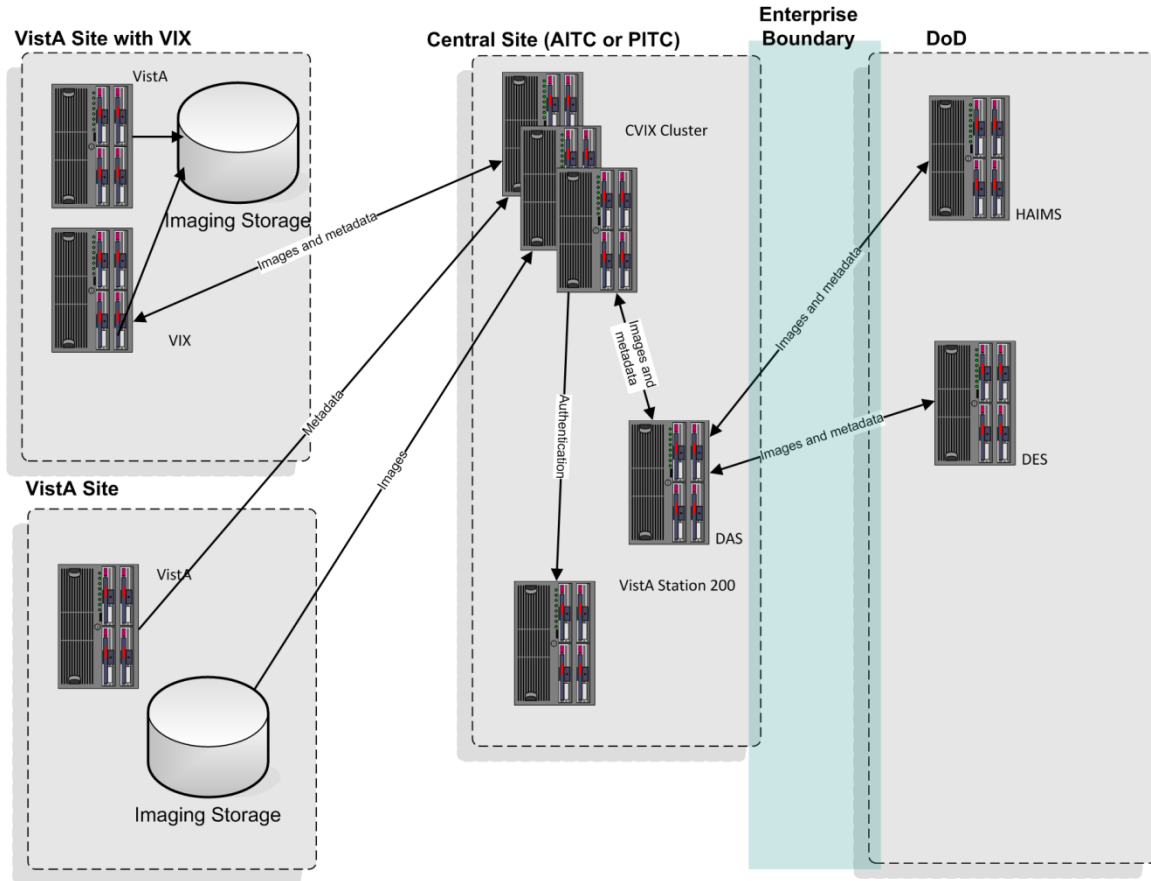 VistA Site with VIX
VistA
Imaging Storage
VIX
Images and metadata
Central Site (AITC or PITC)
CVIX Cluster
Enterprise
Boundary
DoD
HAIMS
Images and metadata
Images and
metadata
Authentication
Metadata
Images
Images and metadata
DES
DAS
VistA Station 200
VistA Site
VistA
Imaging Storage